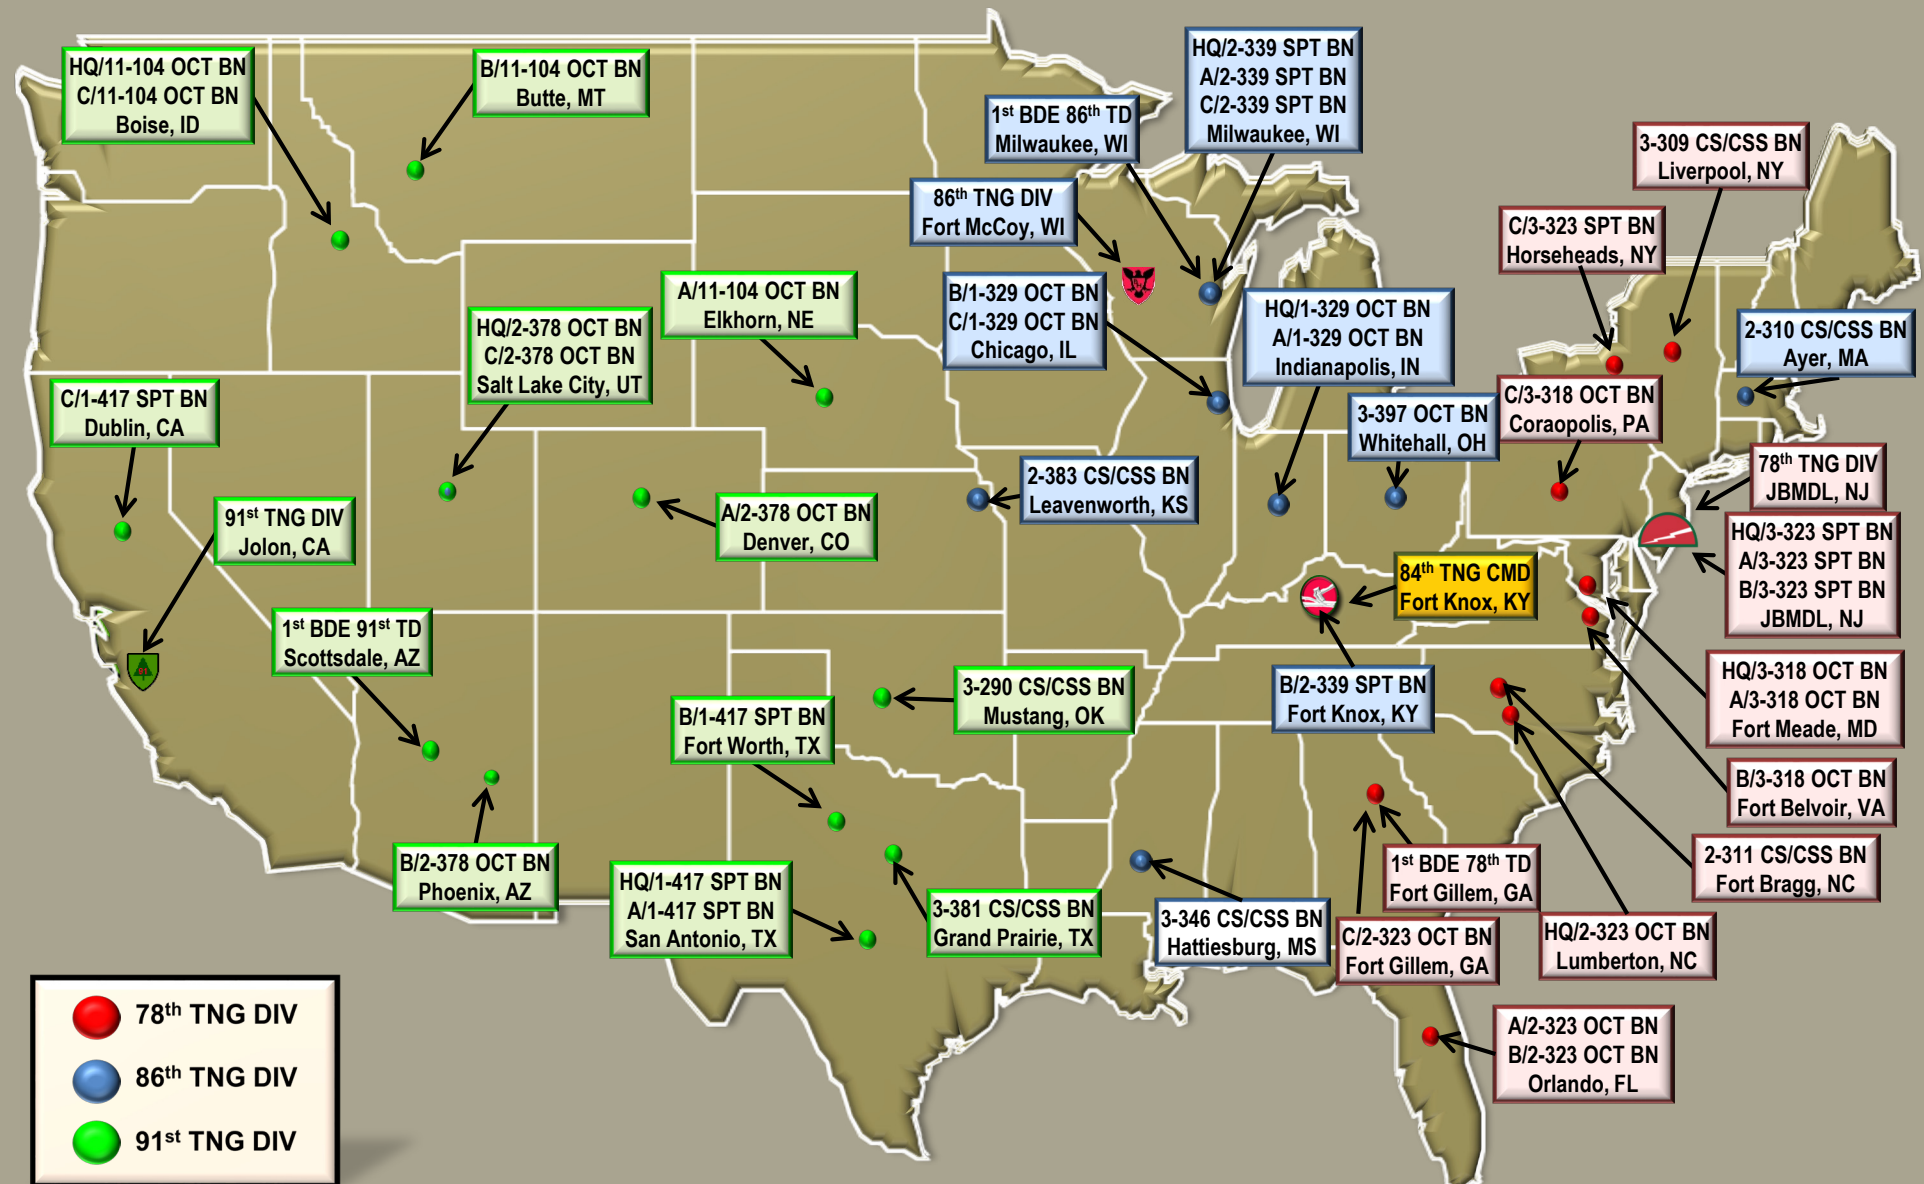 HQ/11-104 OCT BN
C/11-104 OCT BN
Boise, ID
B/11-104 OCT BN
Butte, MT
HQ/2-339 SPT BN
A/2-339 SPT BN
C/2-339 SPT BN
Milwaukee, WI
1st BDE 86th TD
Milwaukee, WI
86th TNG DIV
Fort McCoy, WI
3-309 CS/CSS BN
Liverpool, NY
C/3-323 SPT BN
Horseheads, NY
A/11-104 OCT BN
Elkhorn, NE
B/1-329 OCT BN
C/1-329 OCT BN
Chicago, IL
HQ/1-329 OCT BN
A/1-329 OCT BN
Indianapolis, IN
2-310 CS/CSS BN
Ayer, MA
HQ/2-378 OCT BN
C/2-378 OCT BN
Salt Lake City, UT
C/1-417 SPT BN
Dublin, CA
3-397 OCT BN
Whitehall, OH
C/3-318 OCT BN
Coraopolis, PA
78th TNG DIV
JBMDL, NJ
2-383 CS/CSS BN
Leavenworth, KS
91st TNG DIV
Jolon, CA
A/2-378 OCT BN
Denver, CO
HQ/3-323 SPT BN
A/3-323 SPT BN
B/3-323 SPT BN
JBMDL, NJ
84th TNG CMD
Fort Knox, KY
1st BDE 91st TD
Scottsdale, AZ
HQ/3-318 OCT BN
A/3-318 OCT BN
Fort Meade, MD
3-290 CS/CSS BN
Mustang, OK
B/2-339 SPT BN
Fort Knox, KY
B/1-417 SPT BN
Fort Worth, TX
B/3-318 OCT BN
Fort Belvoir, VA
B/2-378 OCT BN
Phoenix, AZ
1st BDE 78th TD
Fort Gillem, GA
2-311 CS/CSS BN
Fort Bragg, NC
HQ/1-417 SPT BN
A/1-417 SPT BN
San Antonio, TX
3-381 CS/CSS BN
Grand Prairie, TX
3-346 CS/CSS BN
Hattiesburg, MS
C/2-323 OCT BN
Fort Gillem, GA
HQ/2-323 OCT BN
Lumberton, NC
A/2-323 OCT BN
B/2-323 OCT BN
Orlando, FL
78th TNG DIV
86th TNG DIV
91st TNG DIV